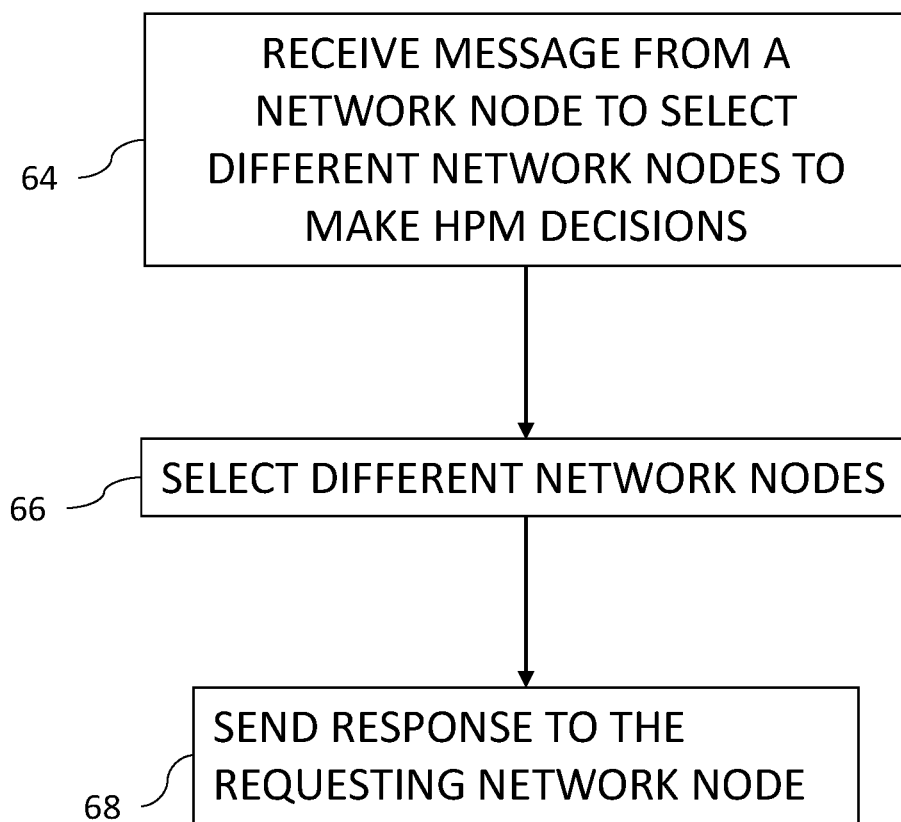 RECEIVE MESSAGE FROM A
NETWORK NODE TO SELECT
DIFFERENT NETWORK NODES TO
MAKE HPM DECISIONS
64
SELECT DIFFERENT NETWORK NODES
66
SEND RESPONSE TO THE
REQUESTING NETWORK NODE
68